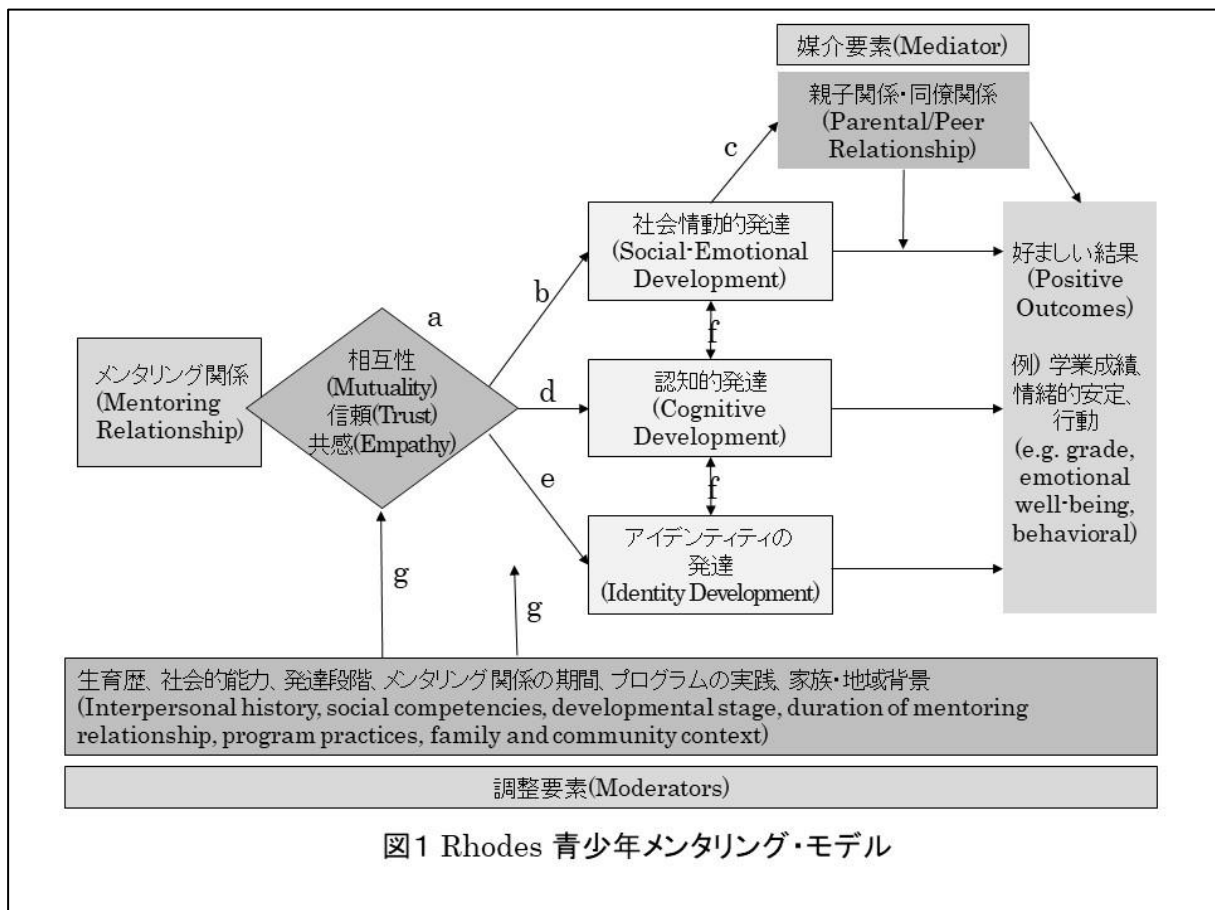 媒介要素(Mediator)
親子関係・同僚関係
(Parental/Peer
Relationship)
c
社会情動的発達
(Social-Emotional
Development)
b
a
f
メンタリング関係
(Mentoring
Relationship)
相互性
(Mutuality)
信頼(Trust)
共感(Empathy)
d
認知的発達
(Cognitive
Development)
e
f
アイデンティティの
発達
(Identity Development)
好ましい結果
(Positive
Outcomes)
例) 学業成績、
情緒的安定、
行動
(e.g. grade,
emotional
well-being,
behavioral)
g
g
生育歴、社会的能力、発達段階、メンタリング関係の期間、プログラムの実践、家族・地域背景
(Interpersonal history, social competencies, developmental stage, duration of mentoring
relationship, program practices, family and community context)
調整要素(Moderators)
図1 Rhodes 青少年メンタリング・モデル